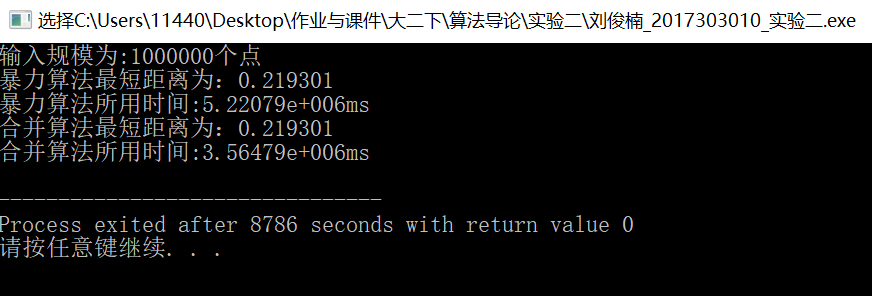 选择C:\Users\11440\Desktop\作业与课件\大二下\算法导论\实验二\刘俊楠_2017303010_实验二.exe
输入规模为:1000000个点
暴力算法最短距离为：0.219301
暴力算法所用时间:5.22079e+006ms
合并算法最短距离为：0.219301
合并算法所用时间:3.56479e+006ms
--------------------------------
Process exited after 8786 seconds with return value 0
请按任意键继续. . .